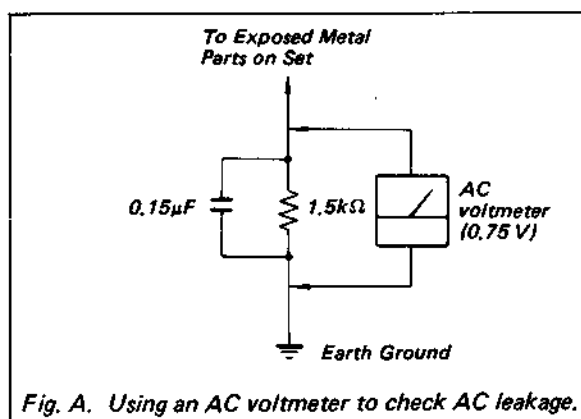 To Exposed Metal
Parts on Set
0.15µF
1.5kΩ
AC
voltmeter
(0.75 V)
Earth Ground
Fig. A. Using an AC voltmeter to check AC leakage.